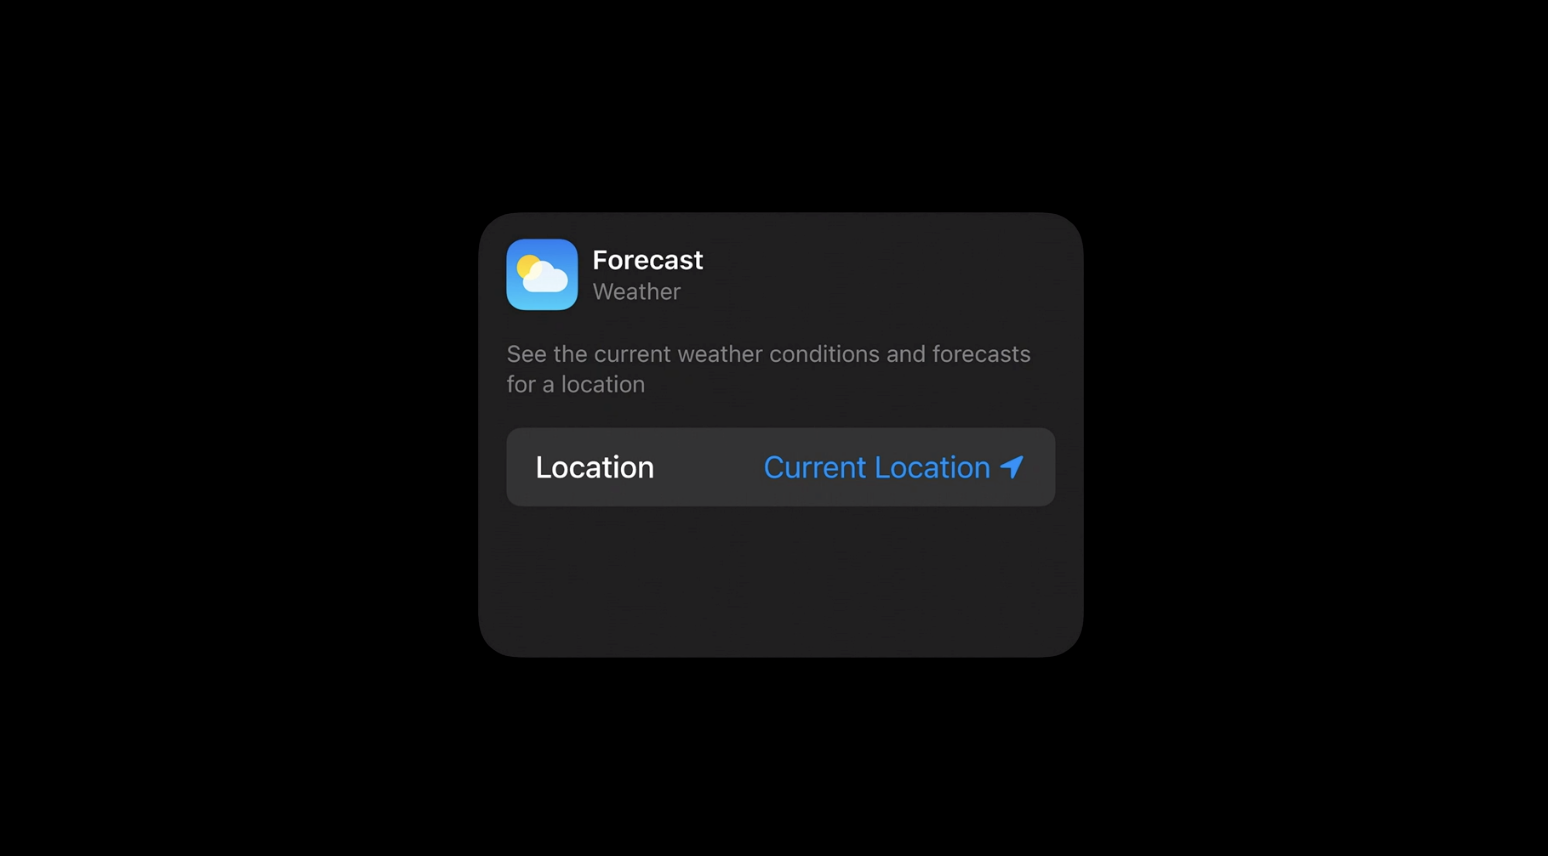 Forecast
Weather
See the current weather conditions and forecasts
for a location
Location Current Location